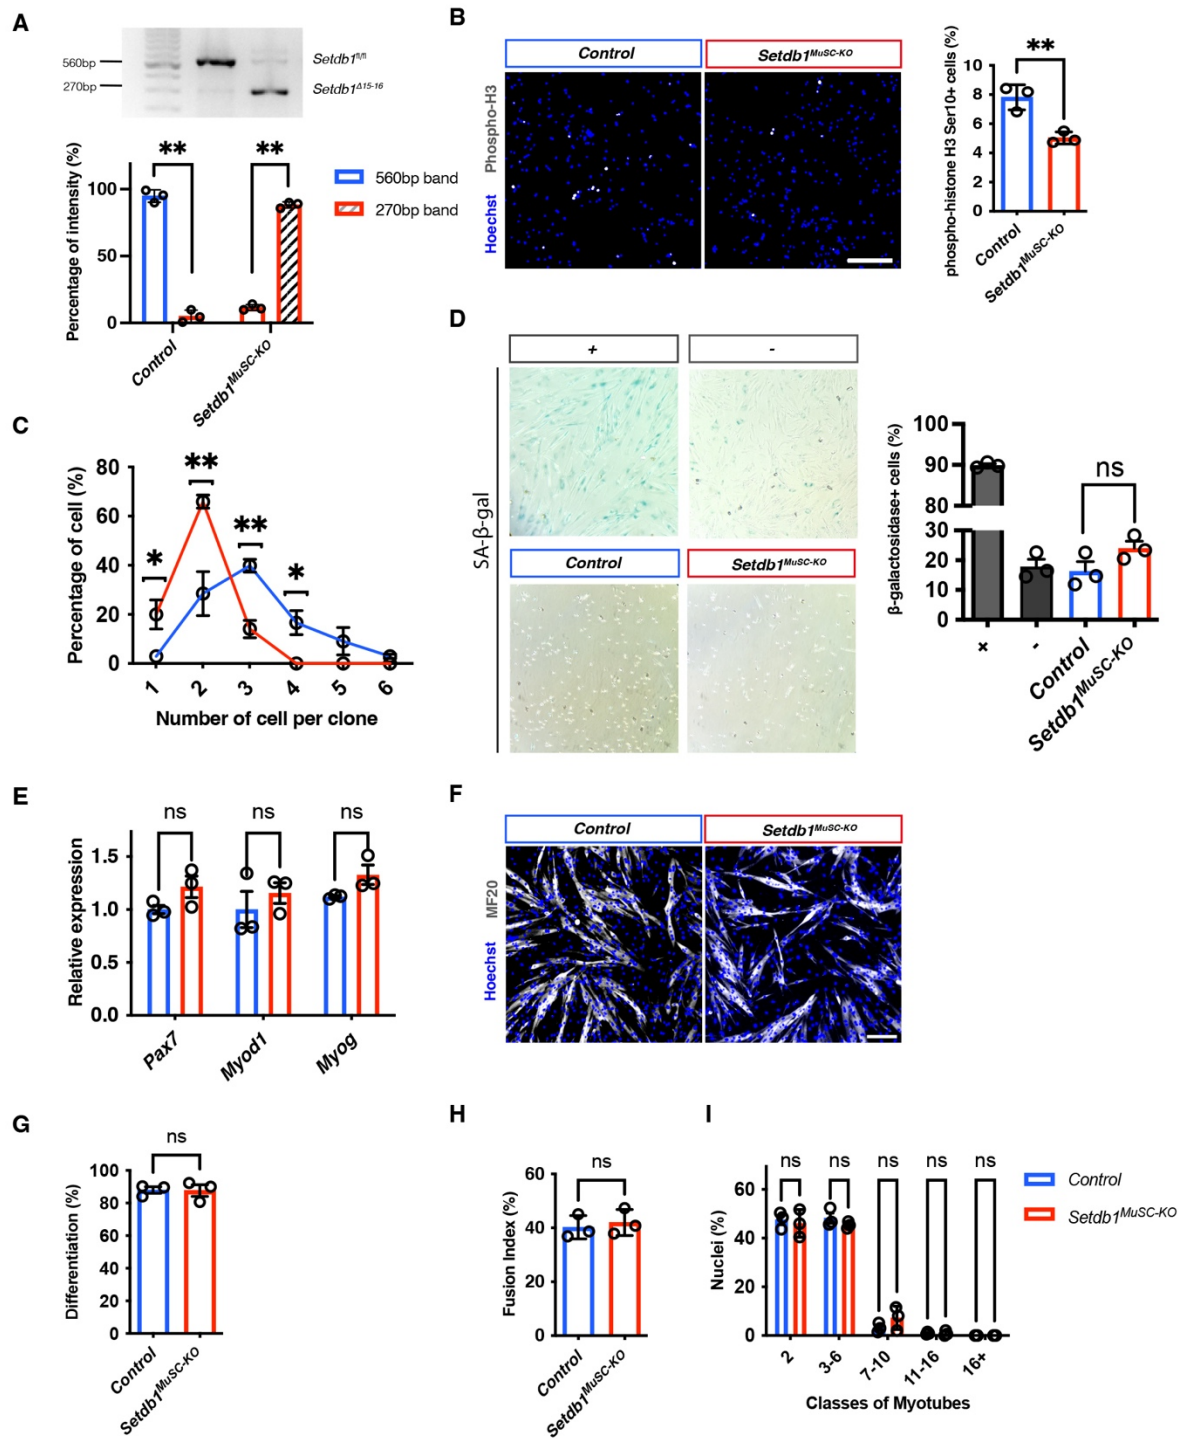 A
560bp
270bp
Setdb1fl/fl
Setdb1Δ15-16
Percentage of intensity (%)
100
50
0
**
**
Control
Setdb1MuSC-KO
560bp band
270bp band
B
Control
Setdb1MuSC-KO
Hoechst Phospho-H3
phospho-histone H3 Ser10+ cells (%)
10
8
6
4
2
0
**
Control
Setdb1MuSC-KO
C
Percentage of cell (%)
80
60
40
20
0
*
**
**
*
1
2
3
4
5
6
Number of cell per clone
D
+
-
SA-β-gal
Control
Setdb1MuSC-KO
β-galactosidase+ cells (%)
100
90
80
30
20
10
0
ns
+
-
Control
Setdb1MuSC-KO
E
Relative expression
1.5
1.0
0.5
0.0
ns
ns
ns
Pax7
Myod1
Myog
F
Control
Setdb1MuSC-KO
Hoechst MF20
G
Differentiation (%)
100
80
60
40
20
0
ns
Control
Setdb1MuSC-KO
H
Fusion Index (%)
60
40
20
0
ns
Control
Setdb1MuSC-KO
I
Nuclei (%)
60
40
20
0
ns
ns
ns
ns
ns
2
3-6
7-10
11-16
16+
Classes of Myotubes
Control
Setdb1MuSC-KO